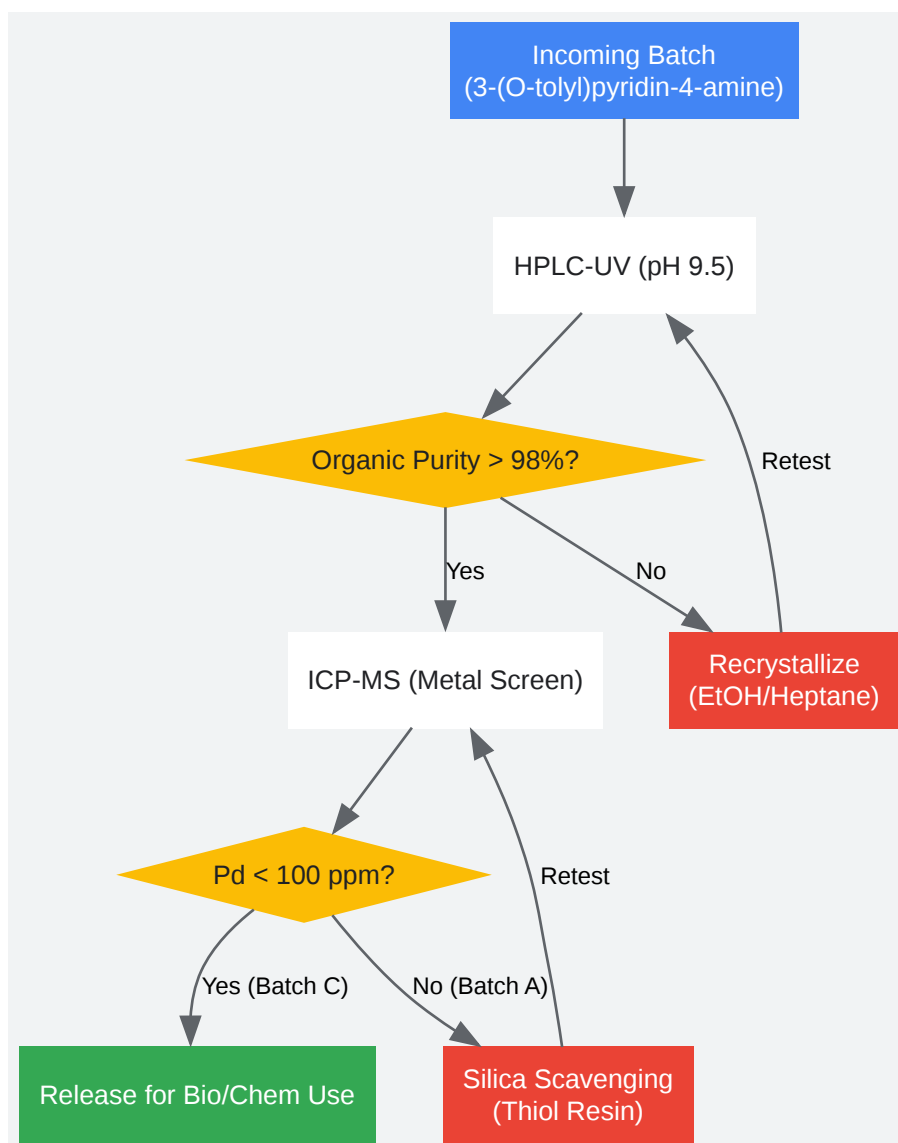 Incoming Batch
(3-(O-tolyl)pyridin-4-amine)
HPLC-UV (pH 9.5)
Organic Purity > 98%?
Retest
Yes
No
ICP-MS (Metal Screen)
Recrystallize
(EtOH/Heptane)
Pd < 100 ppm?
Retest
Yes (Batch C)
No (Batch A)
Release for Bio/Chem Use
Silica Scavenging
(Thiol Resin)